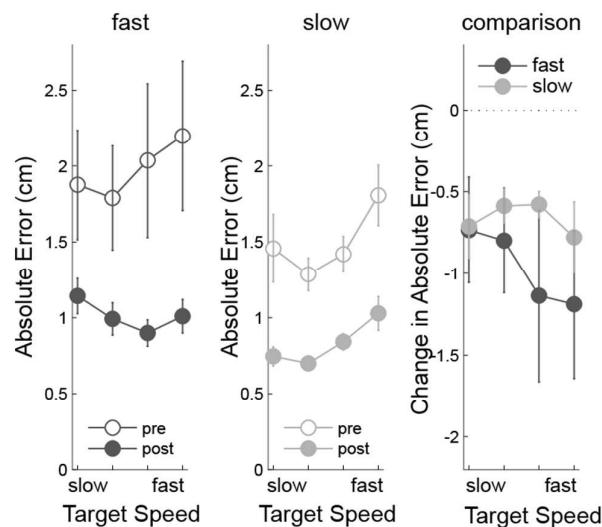 fast
Absolute Error (cm)
2.5
2
1.5
1
0.5
0
pre
post
slow
fast
Target Speed
slow
Absolute Error (cm)
2.5
2
1.5
1
0.5
0
pre
post
slow
fast
Target Speed
comparison
fast
slow
Change in Absolute Error (cm)
0
-0.5
-1
-1.5
-2
slow
fast
Target Speed